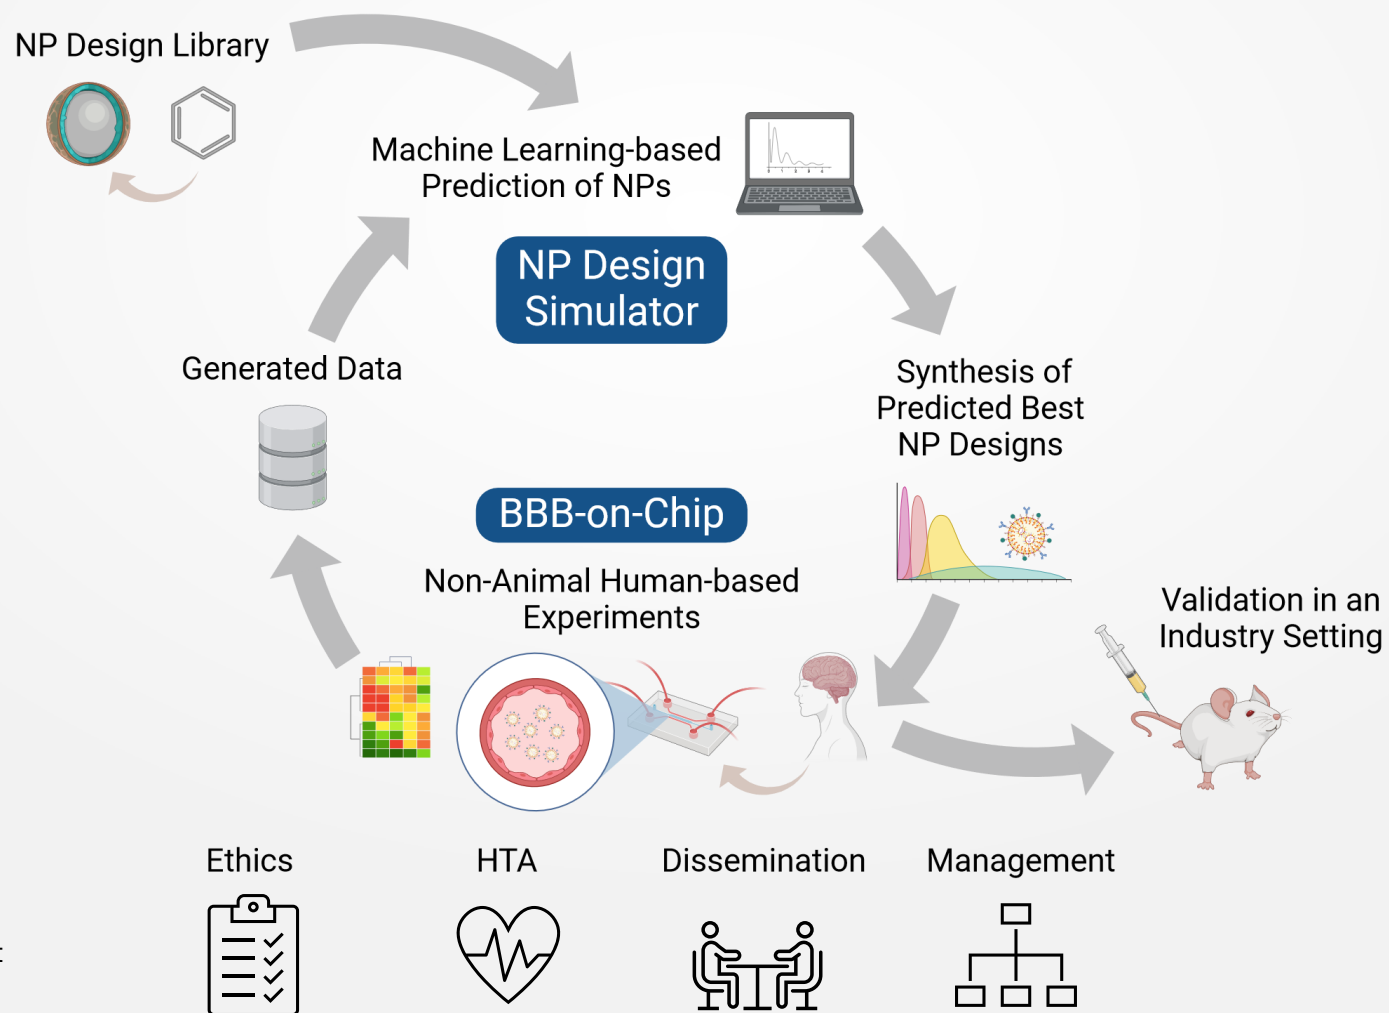 NP Design Library
Machine Learning-based
Prediction of NPs
NP Design
Simulator
Generated Data
Synthesis of
Predicted Best
NP Designs
BBB-on-Chip
Non-Animal Human-based
Experiments
Validation in an
Industry Setting
Ethics
HTA
Dissemination
Management